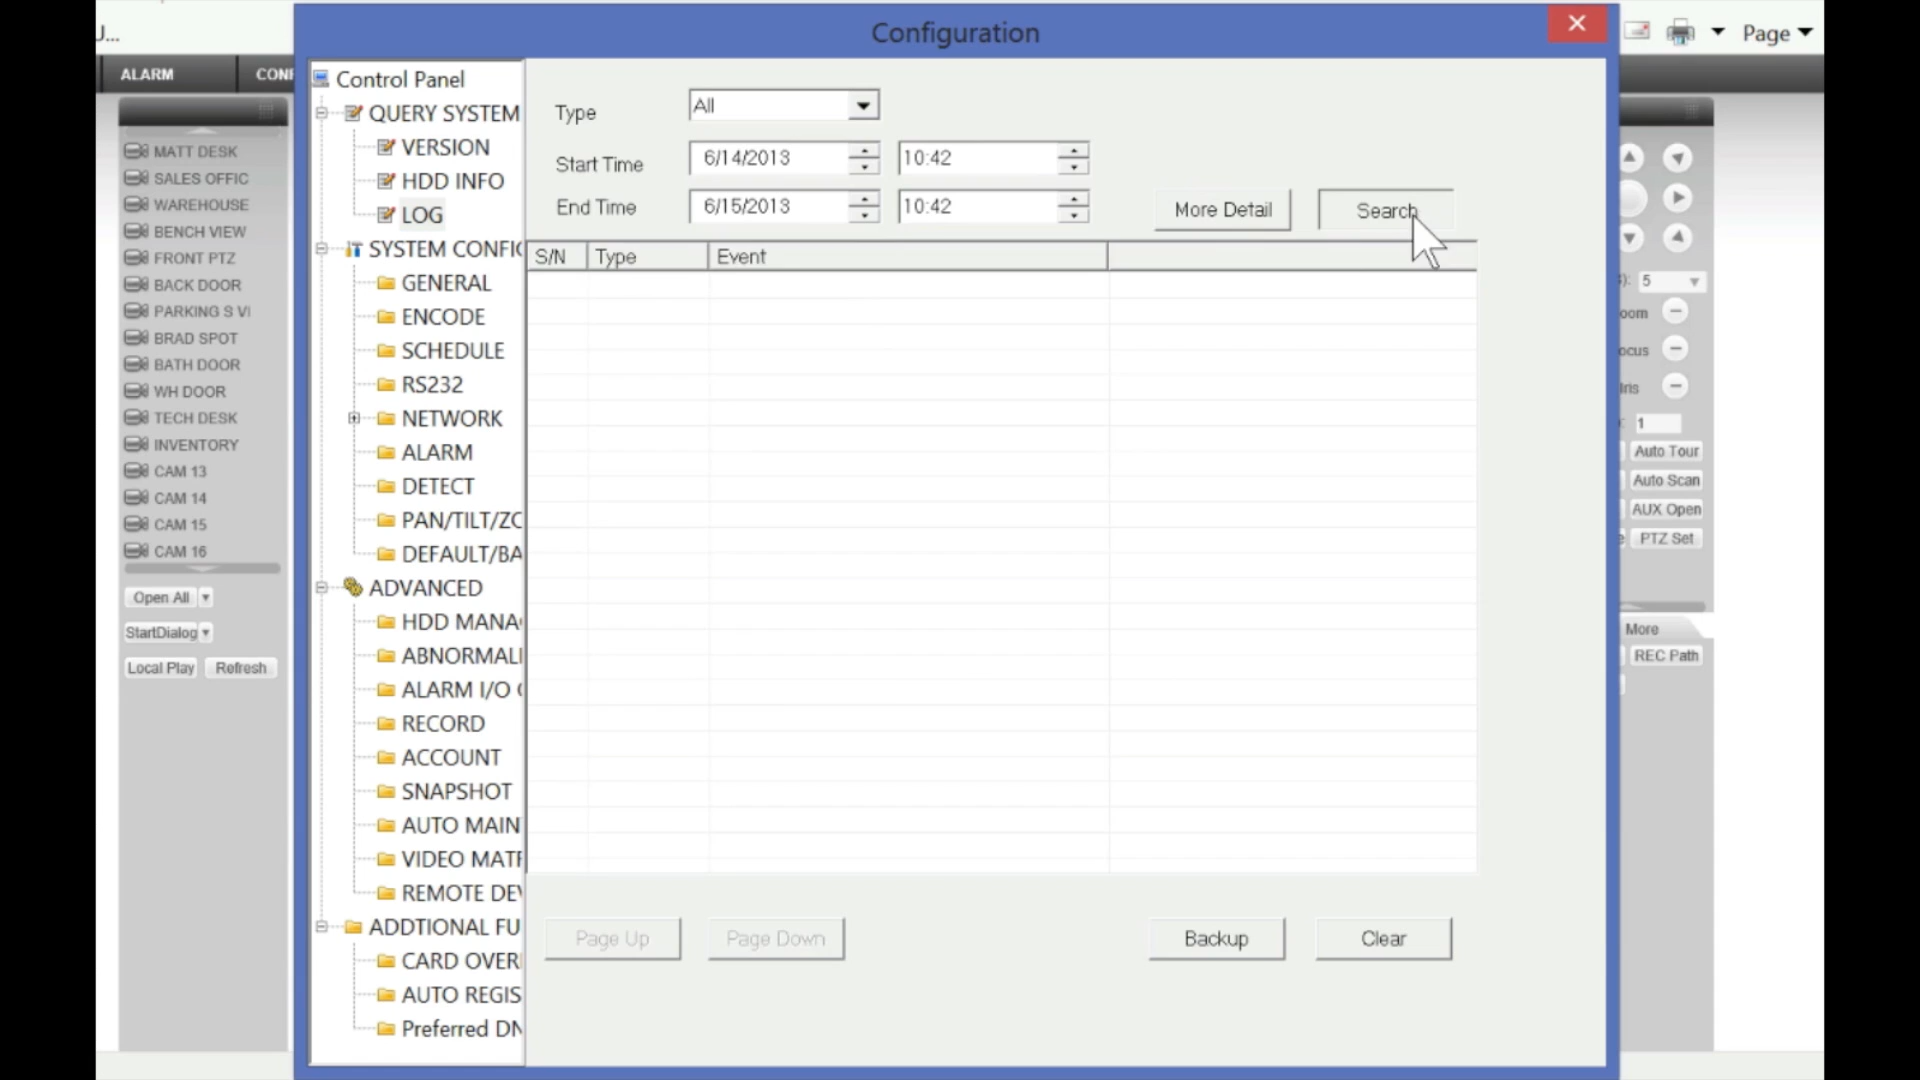 J...
Configuration
Page
ALARM
CONF
MATT DESK
SALES OFFIC
WAREHOUSE
BENCH VIEW
FRONT PTZ
BACK DOOR
PARKING S VI
BRAD SPOT
BATH DOOR
WH DOOR
TECH DESK
INVENTORY
CAM 13
CAM 14
CAM 15
CAM 16
Open All
StartDialog
Local Play
Refresh
Control Panel
QUERY SYSTEM
VERSION
HDD INFO
LOG
SYSTEM CONFIG
GENERAL
ENCODE
SCHEDULE
RS232
NETWORK
ALARM
DETECT
PAN/TILT/ZO
DEFAULT/BA
ADVANCED
HDD MANA
ABNORMALI
ALARM I/O
RECORD
ACCOUNT
SNAPSHOT
AUTO MAIN
VIDEO MATR
REMOTE DEV
ADDTIONAL FU
CARD OVER
AUTO REGIS
Preferred DN
Type All
Start Time 6/14/2013 10:42
End Time 6/15/2013 10:42
More Detail
Search
S/N Type Event
Page Up
Page Down
Backup
Clear
): 5
oom
ocus
Iris
: 1
Auto Tour
Auto Scan
AUX Open
e PTZ Set
More
REC Path